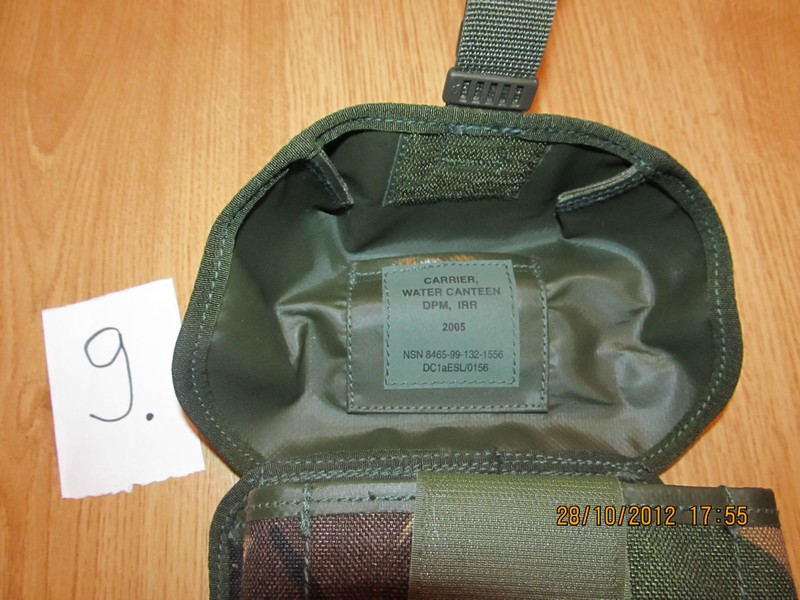 CARRIER,
WATER CANTEEN
DPM, IRR
2005
NSN 8465-99-132-1556
DC1aESL/0156
9.
28/10/2012 17:55